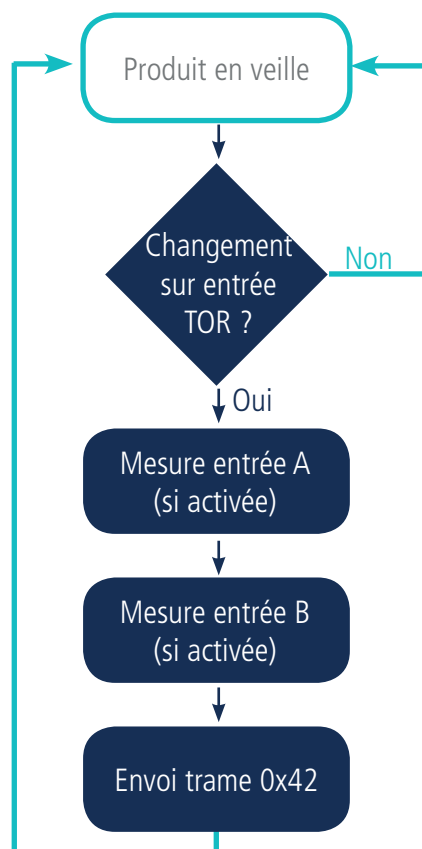 Produit en veille
Changement
sur entrée
TOR ?
Non
Oui
Mesure entrée A
(si activée)
Mesure entrée B
(si activée)
Envoi trame 0x42